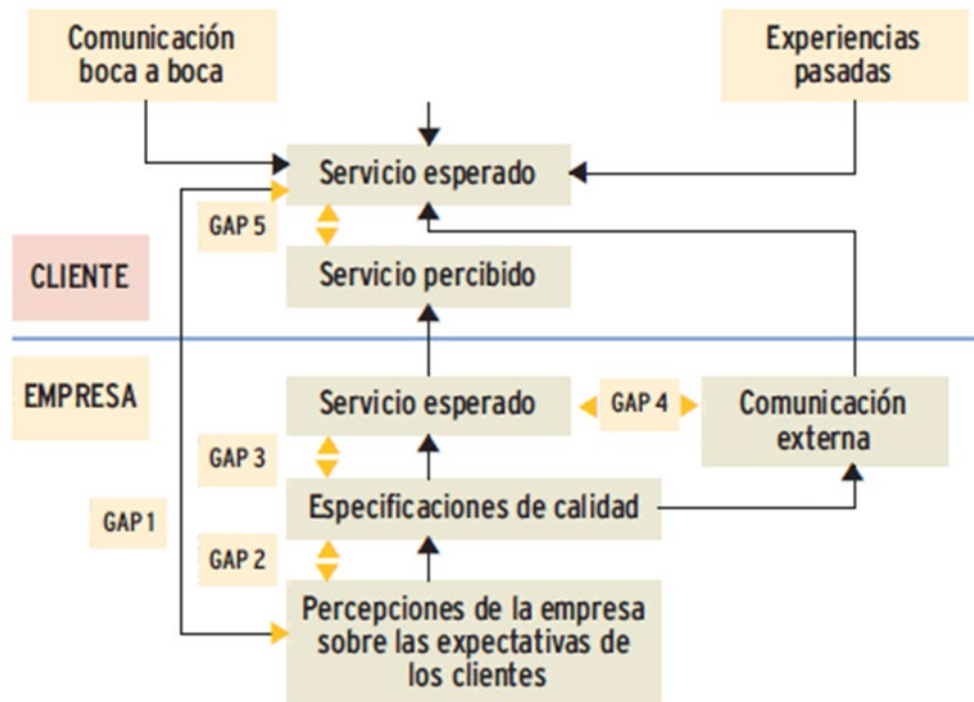 Comunicación
boca a boca
Experiencias
pasadas
Servicio esperado
GAP 5
CLIENTE
Servicio percibido
EMPRESA
Servicio esperado
GAP 4
Comunicación
externa
GAP 3
Especificaciones de calidad
GAP 1
GAP 2
Percepciones de la empresa
sobre las expectativas de
los clientes